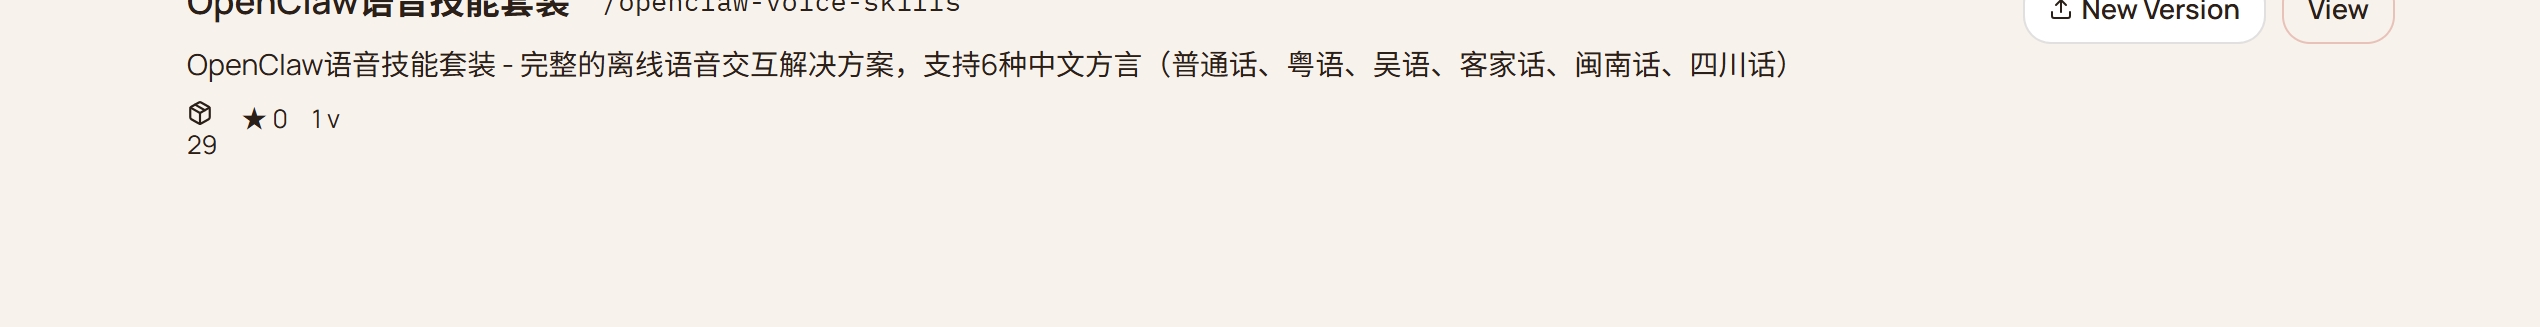 OpenClaw语音技能套装 /openclaw-voice-skills
New Version
View
OpenClaw语音技能套装 - 完整的离线语音交互解决方案，支持6种中文方言（普通话、粤语、吴语、客家话、闽南话、四川话）
★ 0 1 v
29